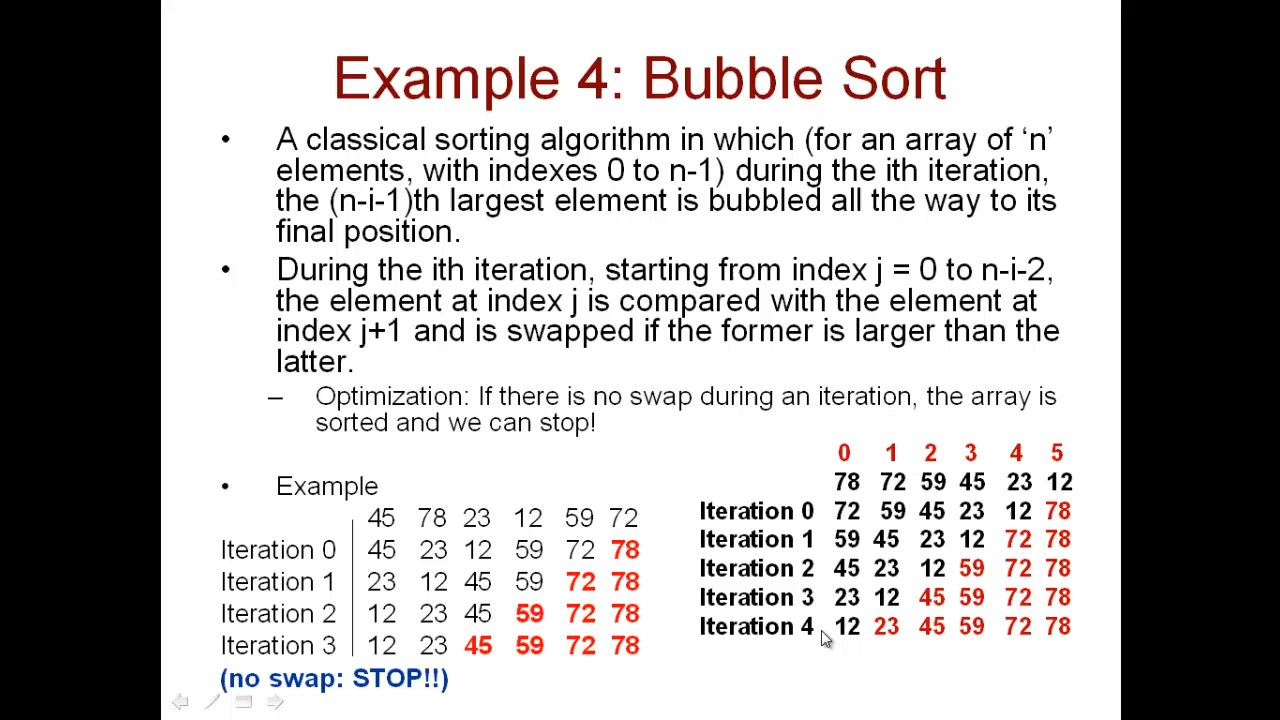 Example 4: Bubble Sort
• A classical sorting algorithm in which (for an array of ‘n’
elements, with indexes 0 to n-1) during the ith iteration,
the (n-i-1)th largest element is bubbled all the way to its
final position.
• During the ith iteration, starting from index j = 0 to n-i-2,
the element at index j is compared with the element at
index j+1 and is swapped if the former is larger than the
latter.
– Optimization: If there is no swap during an iteration, the array is
sorted and we can stop!
• Example
45 78 23 12 59 72
Iteration 0 45 23 12 59 72 78
Iteration 1 23 12 45 59 72 78
Iteration 2 12 23 45 59 72 78
Iteration 3 12 23 45 59 72 78
(no swap: STOP!!)
0 1 2 3 4 5
78 72 59 45 23 12
Iteration 0 72 59 45 23 12 78
Iteration 1 59 45 23 12 72 78
Iteration 2 45 23 12 59 72 78
Iteration 3 23 12 45 59 72 78
Iteration 4 12 23 45 59 72 78